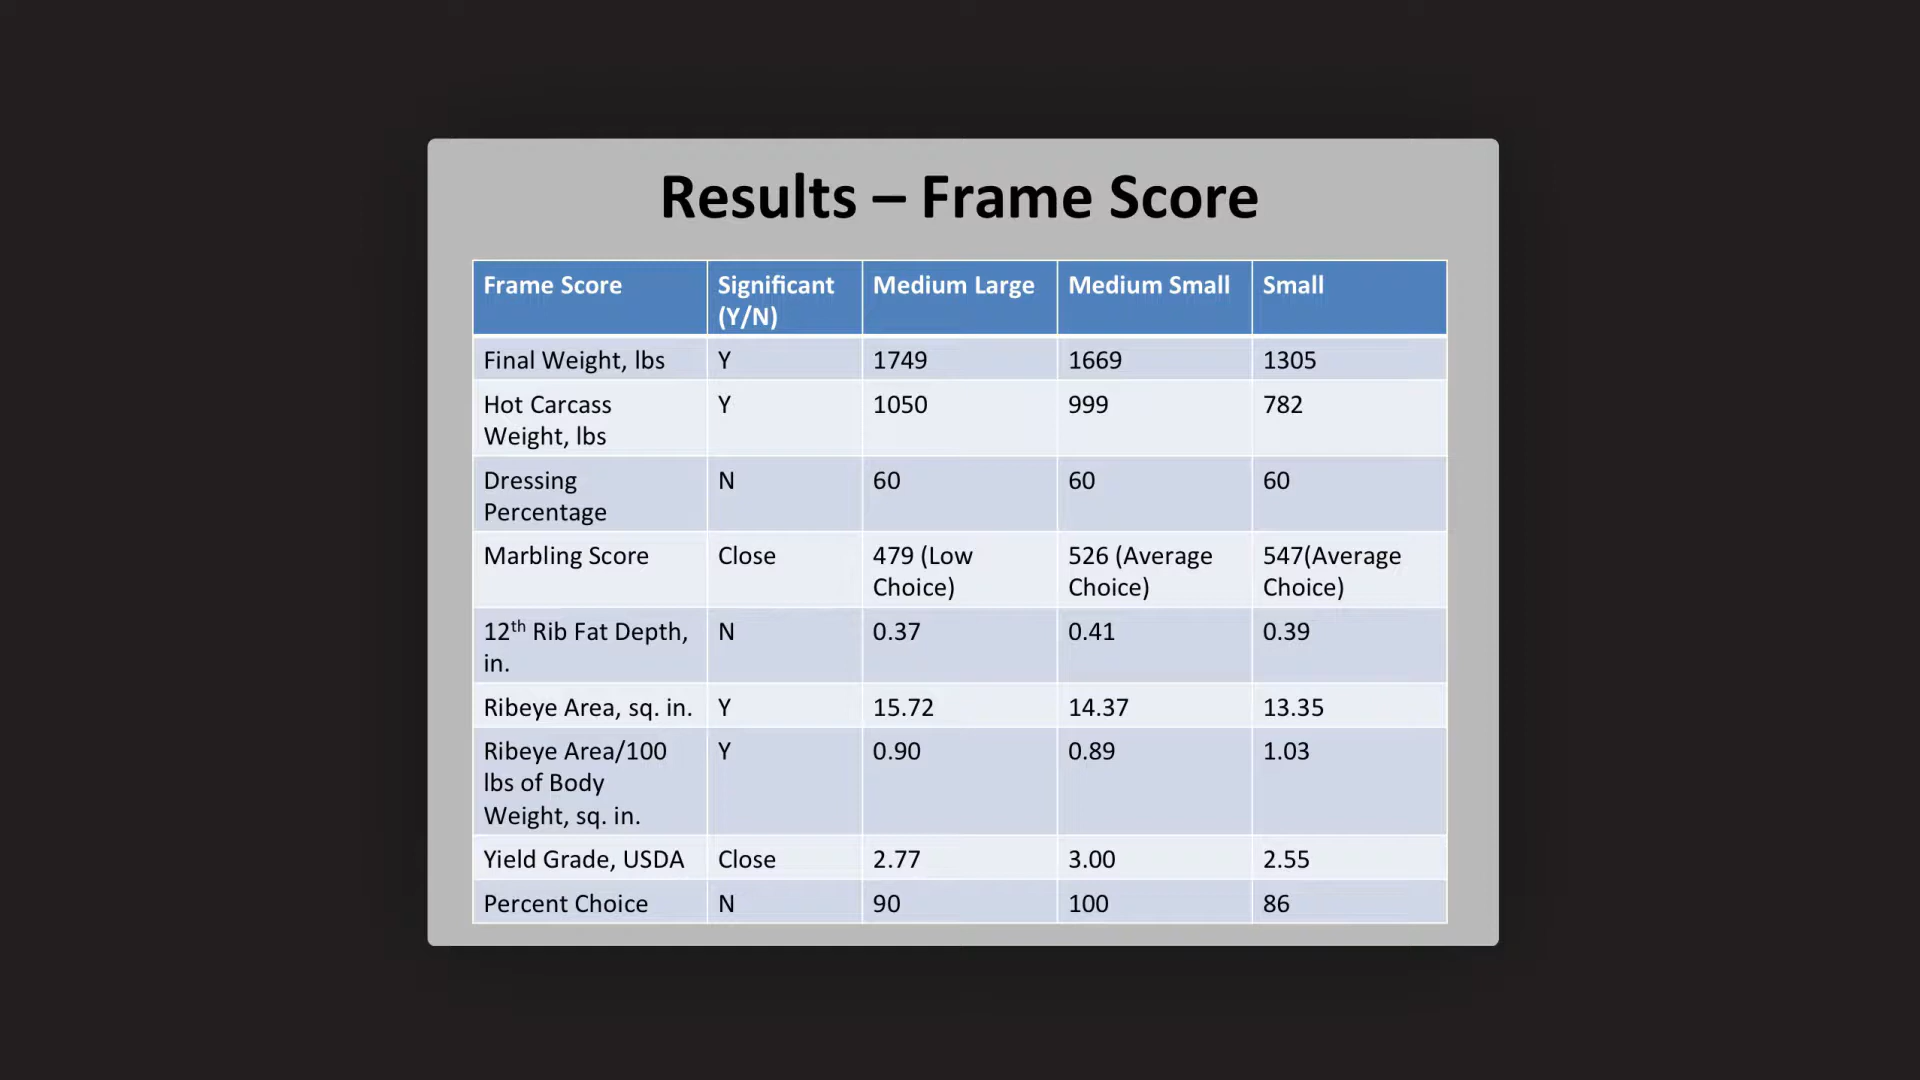 Results – Frame Score
Frame Score Significant (Y/N) Medium Large Medium Small Small
Final Weight, lbs Y 1749 1669 1305
Hot Carcass Weight, lbs Y 1050 999 782
Dressing Percentage N 60 60 60
Marbling Score Close 479 (Low Choice) 526 (Average Choice) 547(Average Choice)
12th Rib Fat Depth, in. N 0.37 0.41 0.39
Ribeye Area, sq. in. Y 15.72 14.37 13.35
Ribeye Area/100 lbs of Body Weight, sq. in. Y 0.90 0.89 1.03
Yield Grade, USDA Close 2.77 3.00 2.55
Percent Choice N 90 100 86